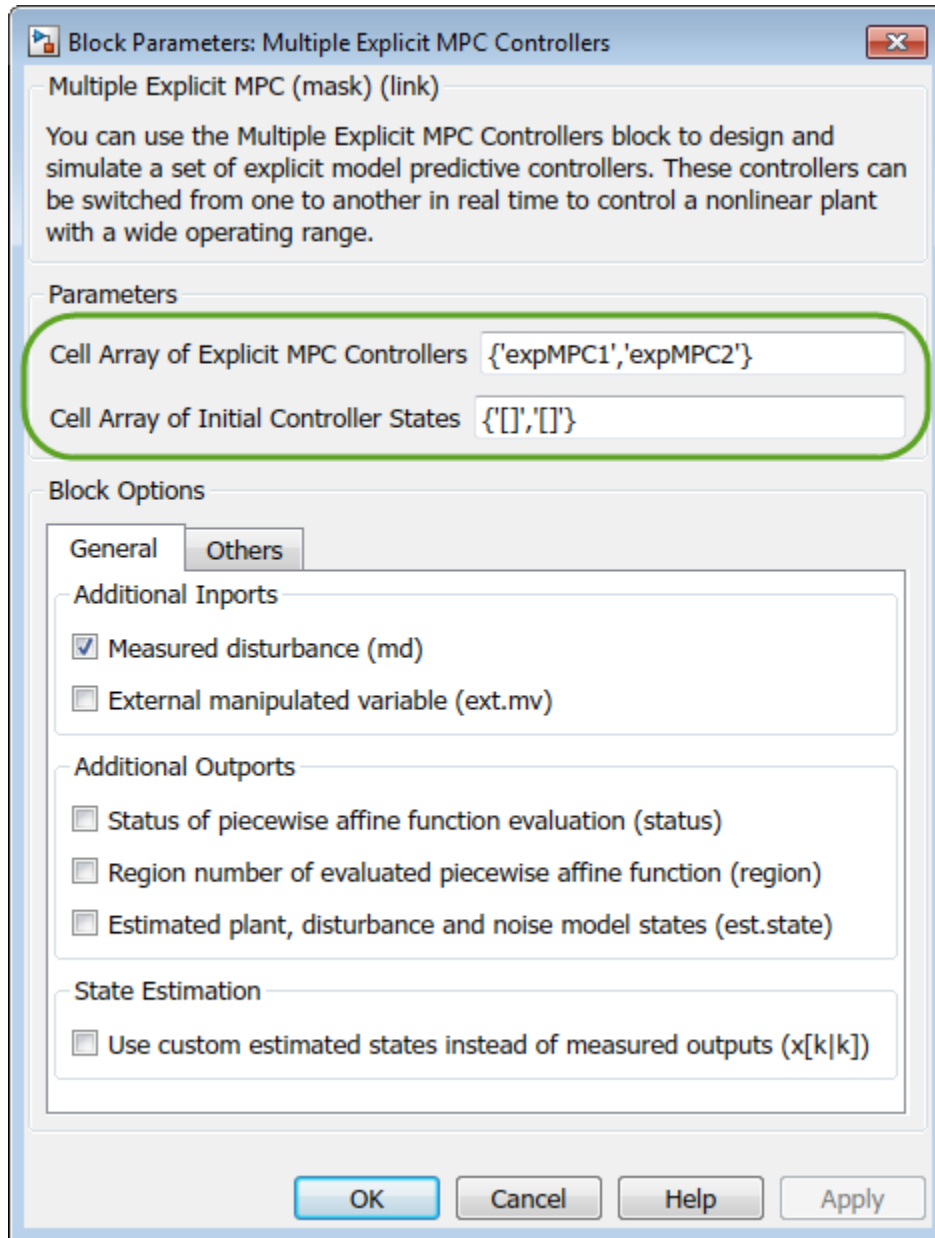 Block Parameters: Multiple Explicit MPC Controllers
Multiple Explicit MPC (mask) (link)
You can use the Multiple Explicit MPC Controllers block to design and
simulate a set of explicit model predictive controllers. These controllers can
be switched from one to another in real time to control a nonlinear plant
with a wide operating range.
Parameters
Cell Array of Explicit MPC Controllers {'expMPC1','expMPC2'}
Cell Array of Initial Controller States {'[]','[]'}
Block Options
General Others
Additional Inports
Measured disturbance (md)
External manipulated variable (ext.mv)
Additional Outports
Status of piecewise affine function evaluation (status)
Region number of evaluated piecewise affine function (region)
Estimated plant, disturbance and noise model states (est.state)
State Estimation
Use custom estimated states instead of measured outputs (x[k|k])
OK Cancel Help Apply